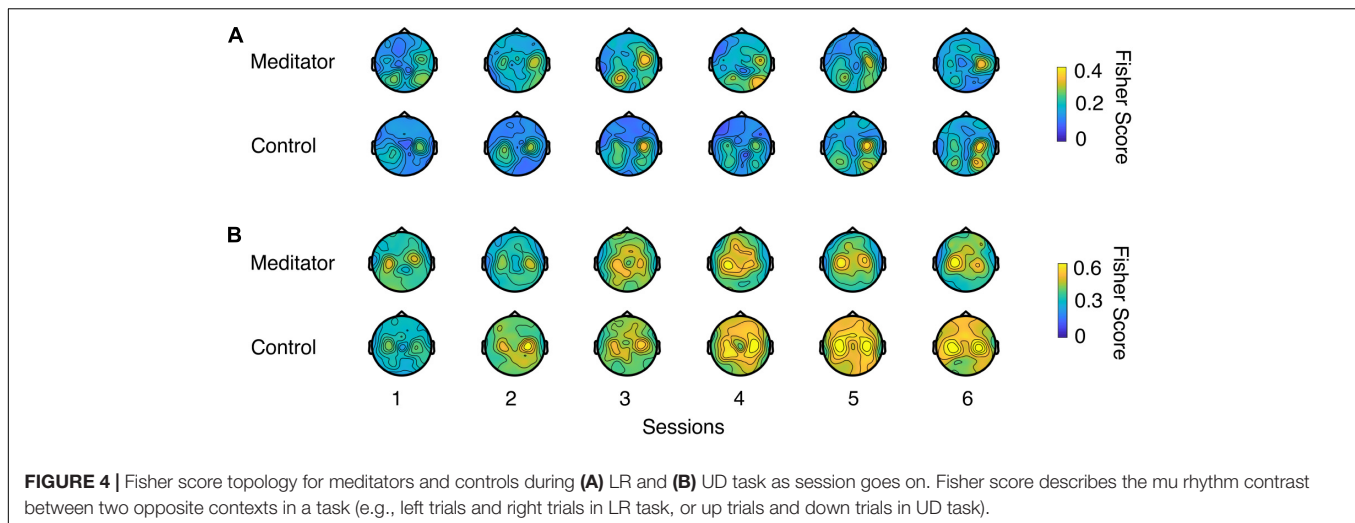 A
Meditator
Control
0.4
0.2
0
Fisher Score
B
Meditator
Control
0.6
0.3
0
Fisher Score
1 2 3 4 5 6
Sessions
FIGURE 4 | Fisher score topology for meditators and controls during (A) LR and (B) UD task as session goes on. Fisher score describes the mu rhythm contrast
between two opposite contexts in a task (e.g., left trials and right trials in LR task, or up trials and down trials in UD task).